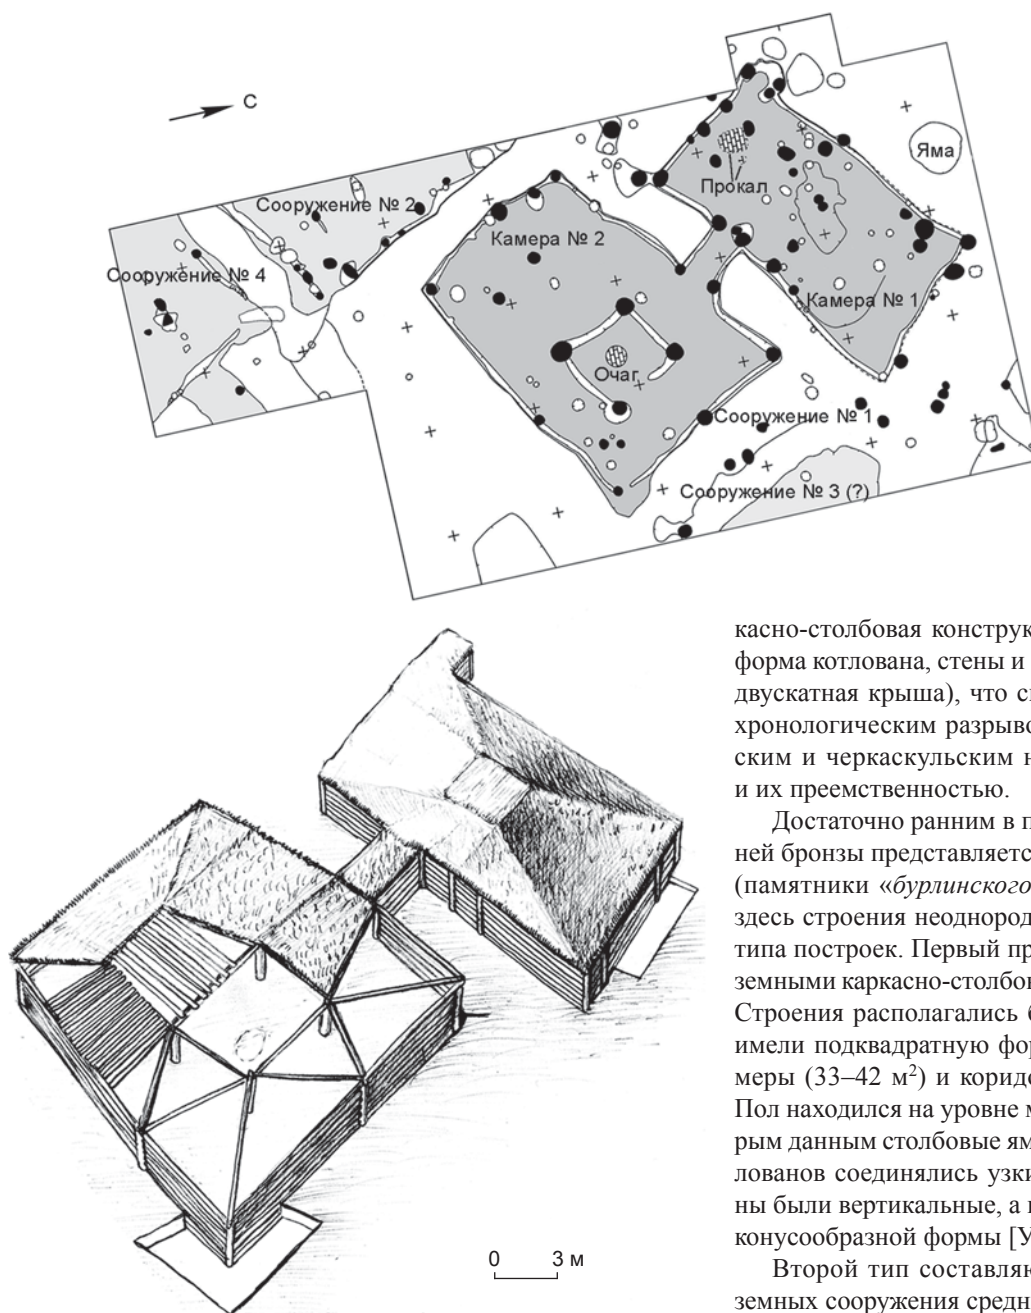 С
Яма
Прокал
Сооружение № 2
Камера № 2
Сооружение № 4
Камера № 1
Очаг
Сооружение № 1
Сооружение № 3 (?)
0 3 м
касно-столбовая конструк
форма котлована, стены и
двускатная крыша), что с
хронологическим разрыво
ским и черкаскульским н
и их преемственностью.
Достаточно ранним в п
ней бронзы представляетс
(памятники «бурлинского
здесь строения неоднород
типа построек. Первый пр
земными каркасно-столбов
Строения располагались б
имели подквадратную фор
меры (33–42 м²) и коридо
Пол находился на уровне м
рым данным столбовые ям
лованов соединялись узки
ны были вертикальные, а к
конусообразной формы [У
Второй тип составляю
земных сооружения средн